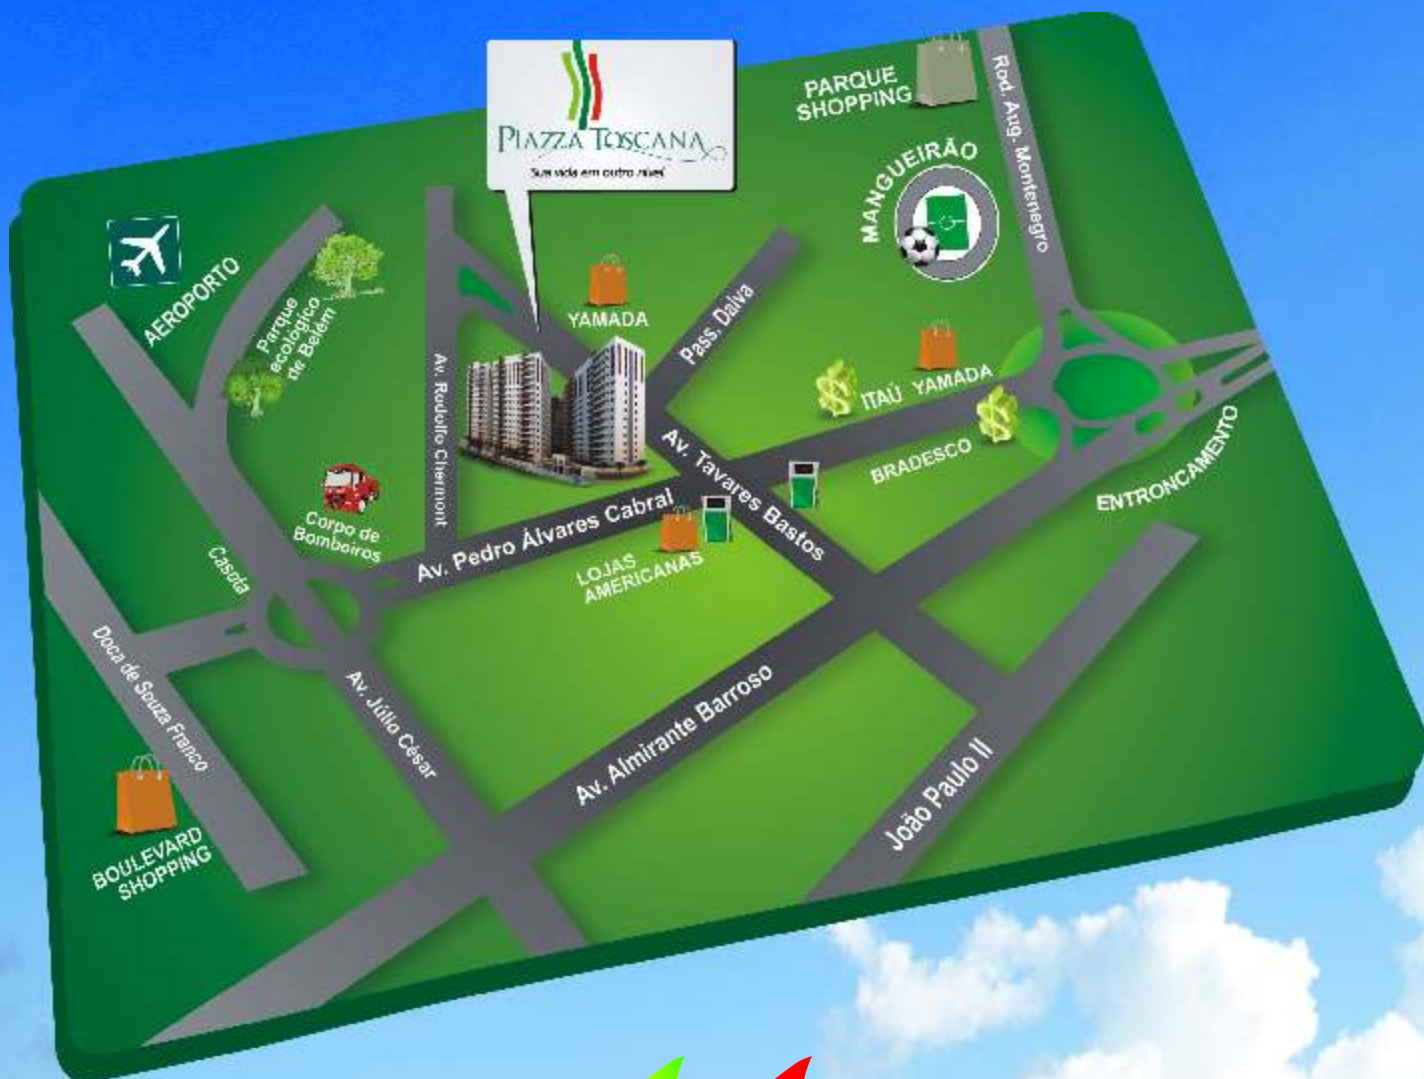 PIAZZA TOSCANA
Sua vida em outro nível
PARQUE
SHOPPING
Rod. Aug. Montenegro
MANGUEIRÃO
AEROPORTO
Parque
ecológico
de Belém
YAMADA
Pass. Dalva
Av. Rodolfo Chermont
ITAÚ
YAMADA
BRADESCO
ENTRONCAMENTO
Av. Tavares Bastos
Corpo de
Bombeiros
Av. Pedro Álvares Cabral
LOJAS
AMERICANAS
Casota
Doca de Souza Franco
Av. Júlio César
Av. Almirante Barroso
João Paulo II
BOULEVARD
SHOPPING